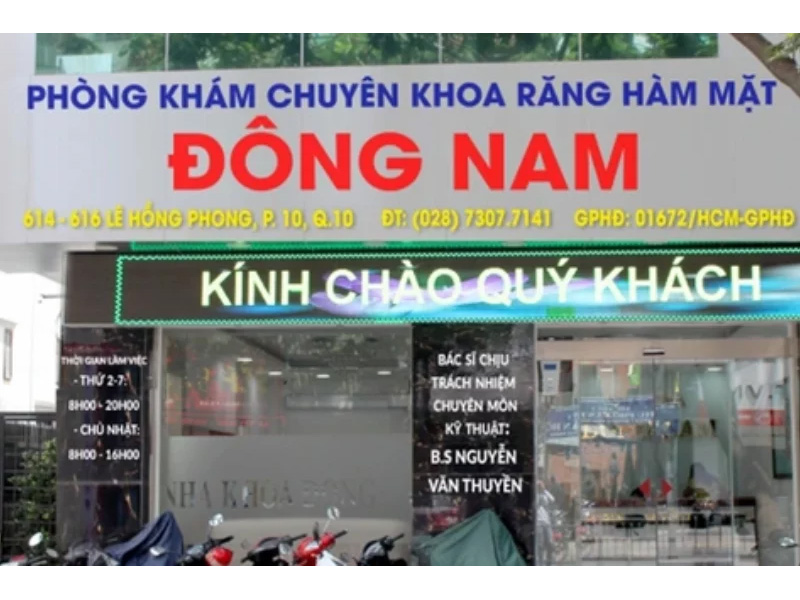 PHÒNG KHÁM CHUYÊN KHOA RĂNG HÀM MẶT
ĐÔNG NAM
614 - 616 LÊ HỒNG PHONG, P. 10, Q.10 ĐT: (028) 7307.7141 GPHĐ: 01672/HCM-GPHĐ
KÍNH CHÀO QUÝ KHÁCH
THỜI GIAN LÀM VIỆC
- THỨ 2-7:
8H00 - 20H00
- CHỦ NHẬT:
8H00 - 16H00
NHA KHOA ĐÔNG
BÁC SĨ CHỊU
TRÁCH NHIỆM
CHUYÊN MÔN
KỸ THUẬT:
B.S NGUYỄN
VĂN THUYỀN